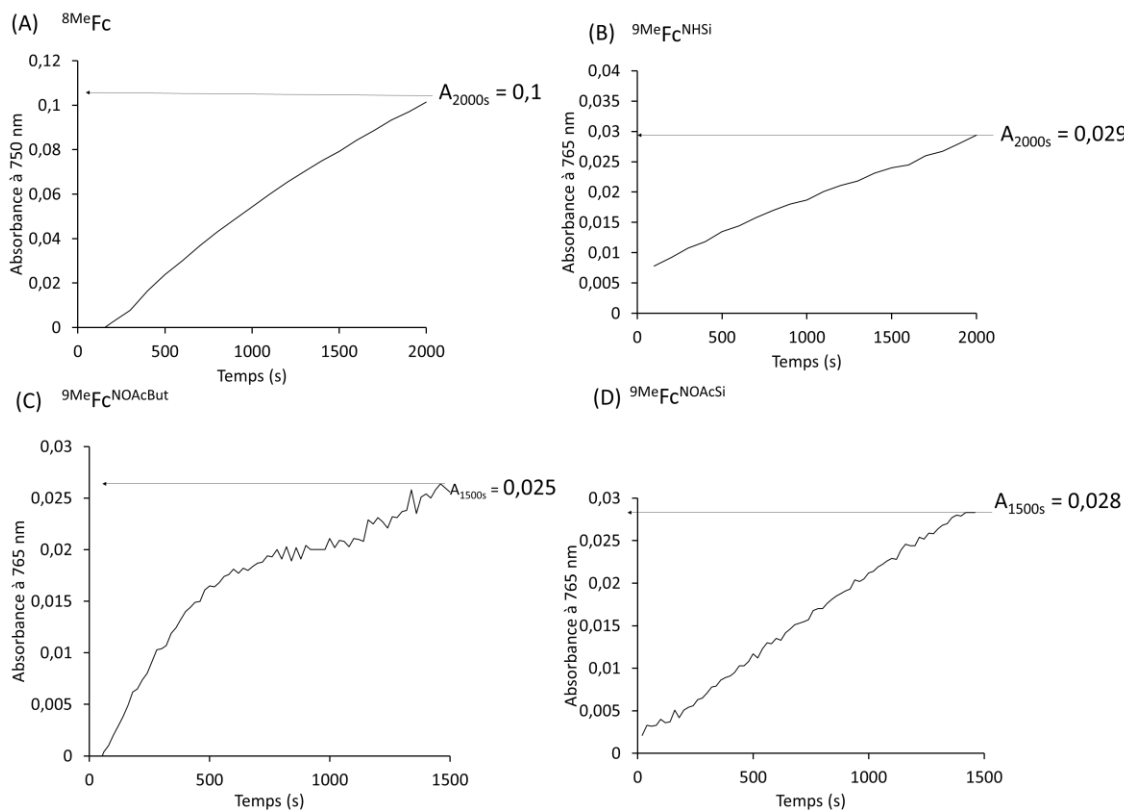 (A) 8MeFc
0,12
0,1
0,08
0,06
0,04
0,02
0
Absorbance à 750 nm
0 500 1000 1500 2000
Temps (s)
A2000s = 0,1
(B) 9MeFcNHSi
0,04
0,035
0,03
0,025
0,02
0,015
0,01
0,005
0
Absorbance à 765 nm
0 500 1000 1500 2000
Temps (s)
A2000s = 0,029
(C) 9MeFcNOAcBut
0,03
0,025
0,02
0,015
0,01
0,005
0
Absorbance à 765 nm
0 500 1000 1500
Temps (s)
A1500s = 0,025
(D) 9MeFcNOAcSi
0,03
0,025
0,02
0,015
0,01
0,005
0
Absorbance à 765 nm
0 500 1000 1500
Temps (s)
A1500s = 0,028